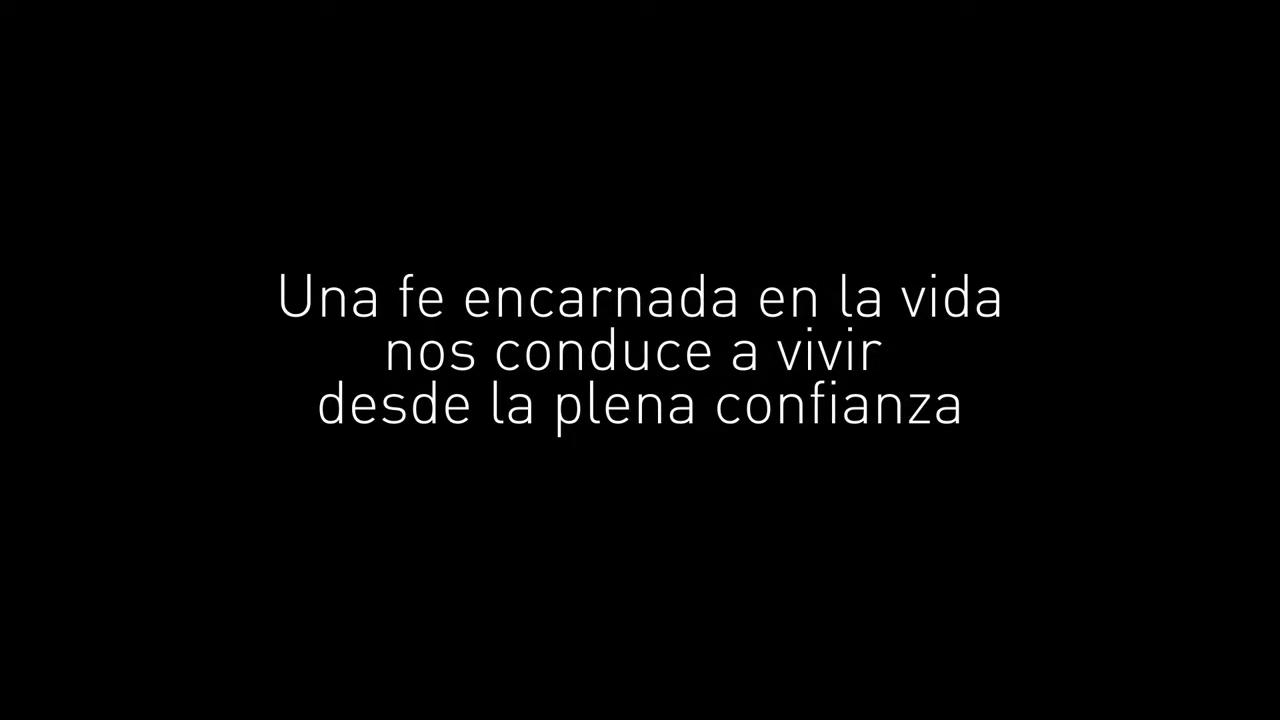 Una fe encarnada en la vida
nos conduce a vivir
desde la plena confianza